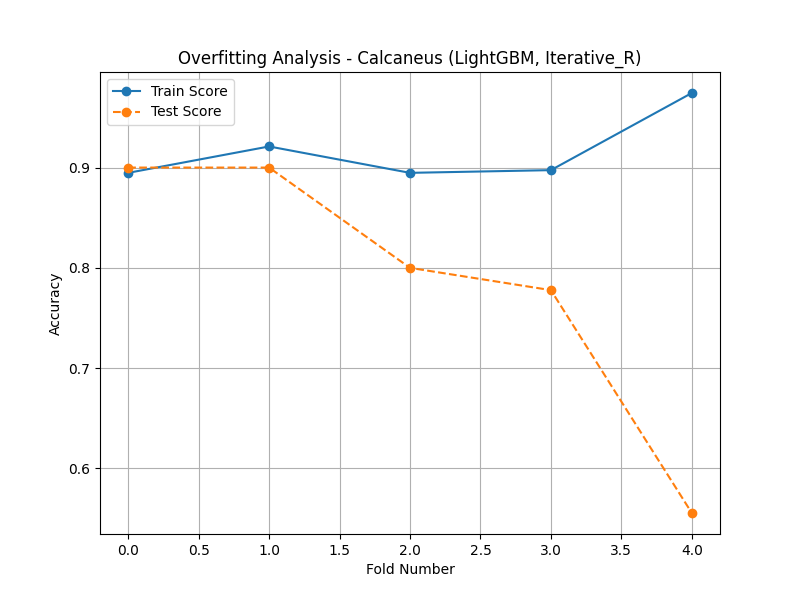 Overfitting Analysis - Calcaneus (LightGBM, Iterative_R)
Train Score
Test Score
Accuracy
0.9
0.8
0.7
0.6
0.0 0.5 1.0 1.5 2.0 2.5 3.0 3.5 4.0
Fold Number